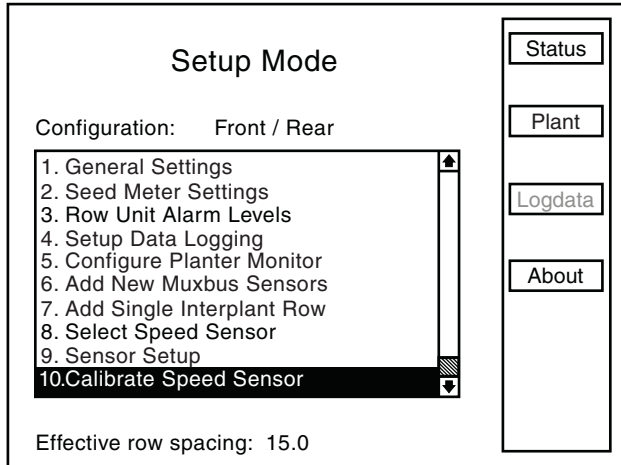 Setup Mode
Configuration: Front / Rear
1. General Settings
2. Seed Meter Settings
3. Row Unit Alarm Levels
4. Setup Data Logging
5. Configure Planter Monitor
6. Add New Muxbus Sensors
7. Add Single Interplant Row
8. Select Speed Sensor
9. Sensor Setup
10.Calibrate Speed Sensor
Effective row spacing: 15.0
Status
Plant
Logdata
About